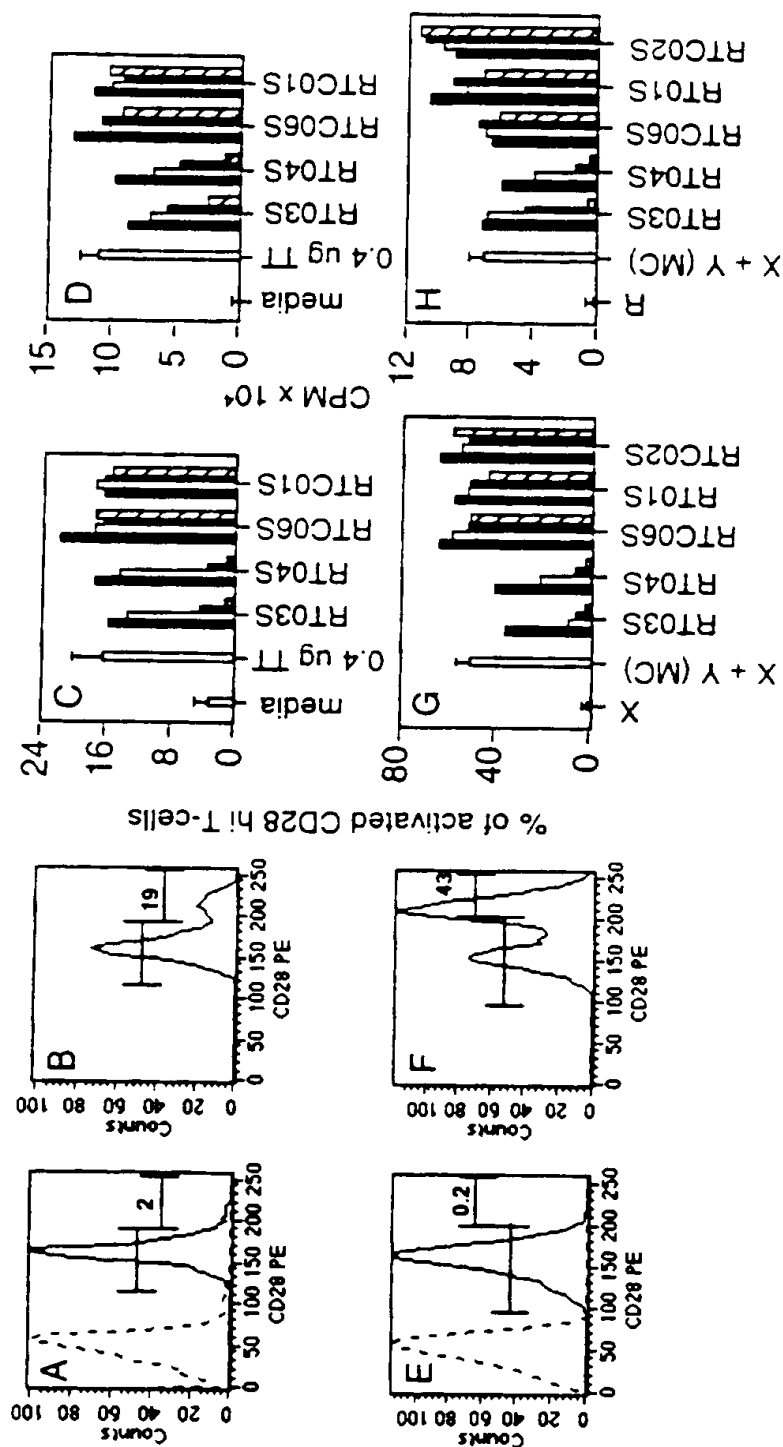 A
Counts
100
80
60
40
20
0
2
0 50 100 150 200 250
CD28 PE
B
Counts
100
80
60
40
20
0
19
0 50 100 150 200 250
CD28 PE
E
Counts
100
80
60
40
20
0
0.2
0 50 100 150 200 250
CD28 PE
F
Counts
100
80
60
40
20
0
43
0 50 100 150 200 250
CD28 PE
% of activated CD28 hi T-cells
C
24
16
8
0
media
0.4 ug TT
RT03S
RT04S
RTC06S
RTC01S
CPM x 10⁴
D
15
10
5
0
media
0.4 ug TT
RT03S
RT04S
RTC06S
RTC01S
G
80
40
0
X
X + Y (MC)
RT03S
RT04S
RTC06S
RT01S
RTC02S
H
12
8
4
0
R
X + Y (MC)
RT03S
RT04S
RTC06S
RT01S
RTC02S